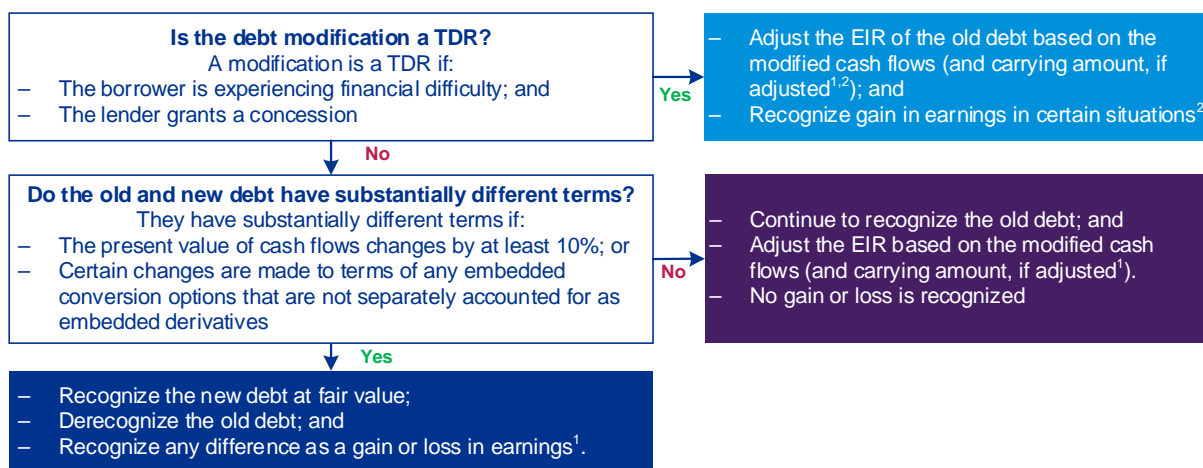 Is the debt modification a TDR?
A modification is a TDR if:
– The borrower is experiencing financial difficulty; and
– The lender grants a concession
Yes
– Adjust the EIR of the old debt based on the
modified cash flows (and carrying amount, if
adjusted1,2); and
– Recognize gain in earnings in certain situations2
No
Do the old and new debt have substantially different terms?
They have substantially different terms if:
– The present value of cash flows changes by at least 10%; or
– Certain changes are made to terms of any embedded
conversion options that are not separately accounted for as
embedded derivatives
No
– Continue to recognize the old debt; and
– Adjust the EIR based on the modified cash
flows (and carrying amount, if adjusted1).
– No gain or loss is recognized
Yes
– Recognize the new debt at fair value;
– Derecognize the old debt; and
– Recognize any difference as a gain or loss in earnings1.